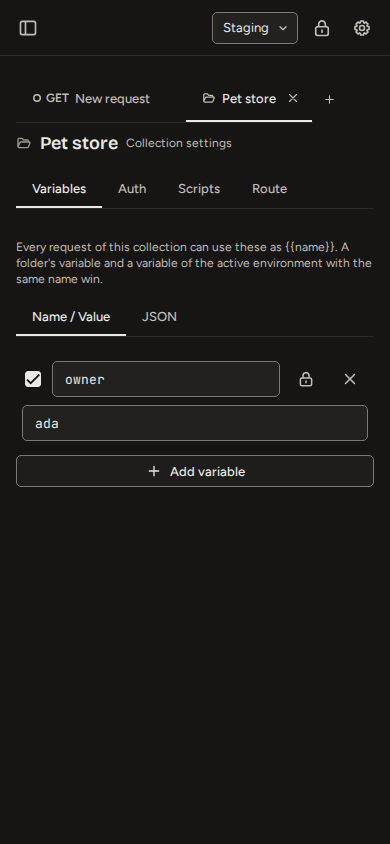 Staging
GET New request
Pet store
Pet store Collection settings
Variables Auth Scripts Route
Every request of this collection can use these as {{name}}. A
folder's variable and a variable of the active environment with the
same name win.
Name / Value JSON
owner
ada
Add variable